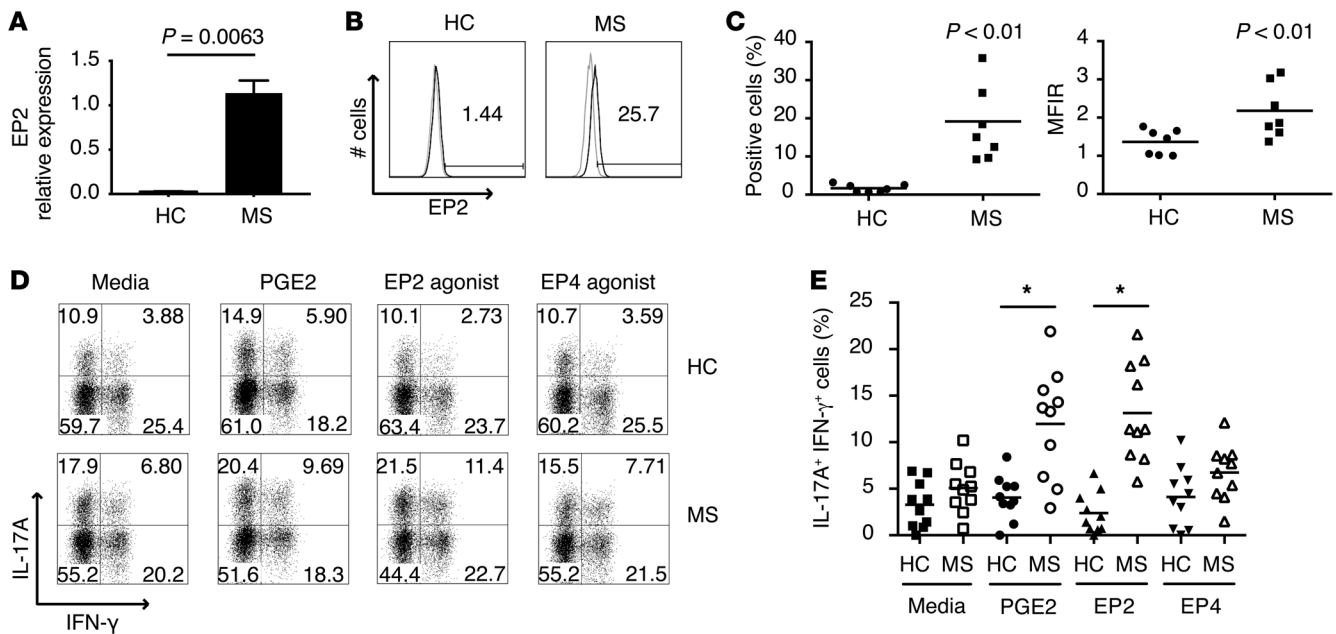 A
P = 0.0063
EP2
relative expression
1.5
1.0
0.5
0.0
HC MS
B
HC MS
# cells
1.44 25.7
EP2
C
P < 0.01
Positive cells (%)
40
30
20
10
0
HC MS
P < 0.01
MFIR
4
3
2
1
0
HC MS
D
Media PGE2 EP2 agonist EP4 agonist
10.9 3.88 14.9 5.90 10.1 2.73 10.7 3.59
HC
59.7 25.4 61.0 18.2 63.4 23.7 60.2 25.5
17.9 6.80 20.4 9.69 21.5 11.4 15.5 7.71
MS
55.2 20.2 51.6 18.3 44.4 22.7 55.2 21.5
IL-17A
IFN-γ
E
IL-17A+ IFN-γ+ cells (%)
25
20
15
10
5
0
* *
HC MS HC MS HC MS HC MS
Media PGE2 EP2 EP4